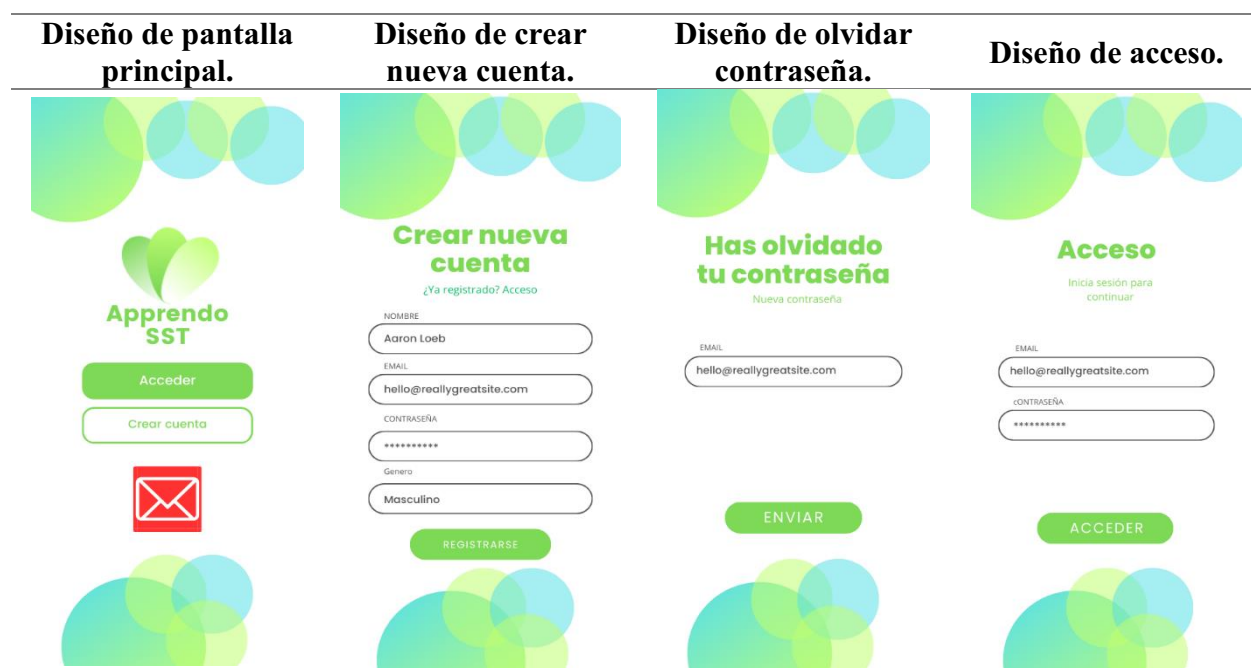 Diseño de pantalla
principal.
Diseño de crear
nueva cuenta.
Diseño de olvidar
contraseña.
Diseño de acceso.
Apprendo
SST
Acceder
Crear cuenta
Crear nueva
cuenta
¿Ya registrado? Acceso
NOMBRE
Aaron Loeb
EMAIL
hello@reallygreatsite.com
CONTRASEÑA
**********
Genero
Masculino
REGISTRARSE
Has olvidado
tu contraseña
Nueva contraseña
EMAIL
hello@reallygreatsite.com
ENVIAR
Acceso
Inicia sesión para
continuar
EMAIL
hello@reallygreatsite.com
cONTRASEÑA
**********
ACCEDER